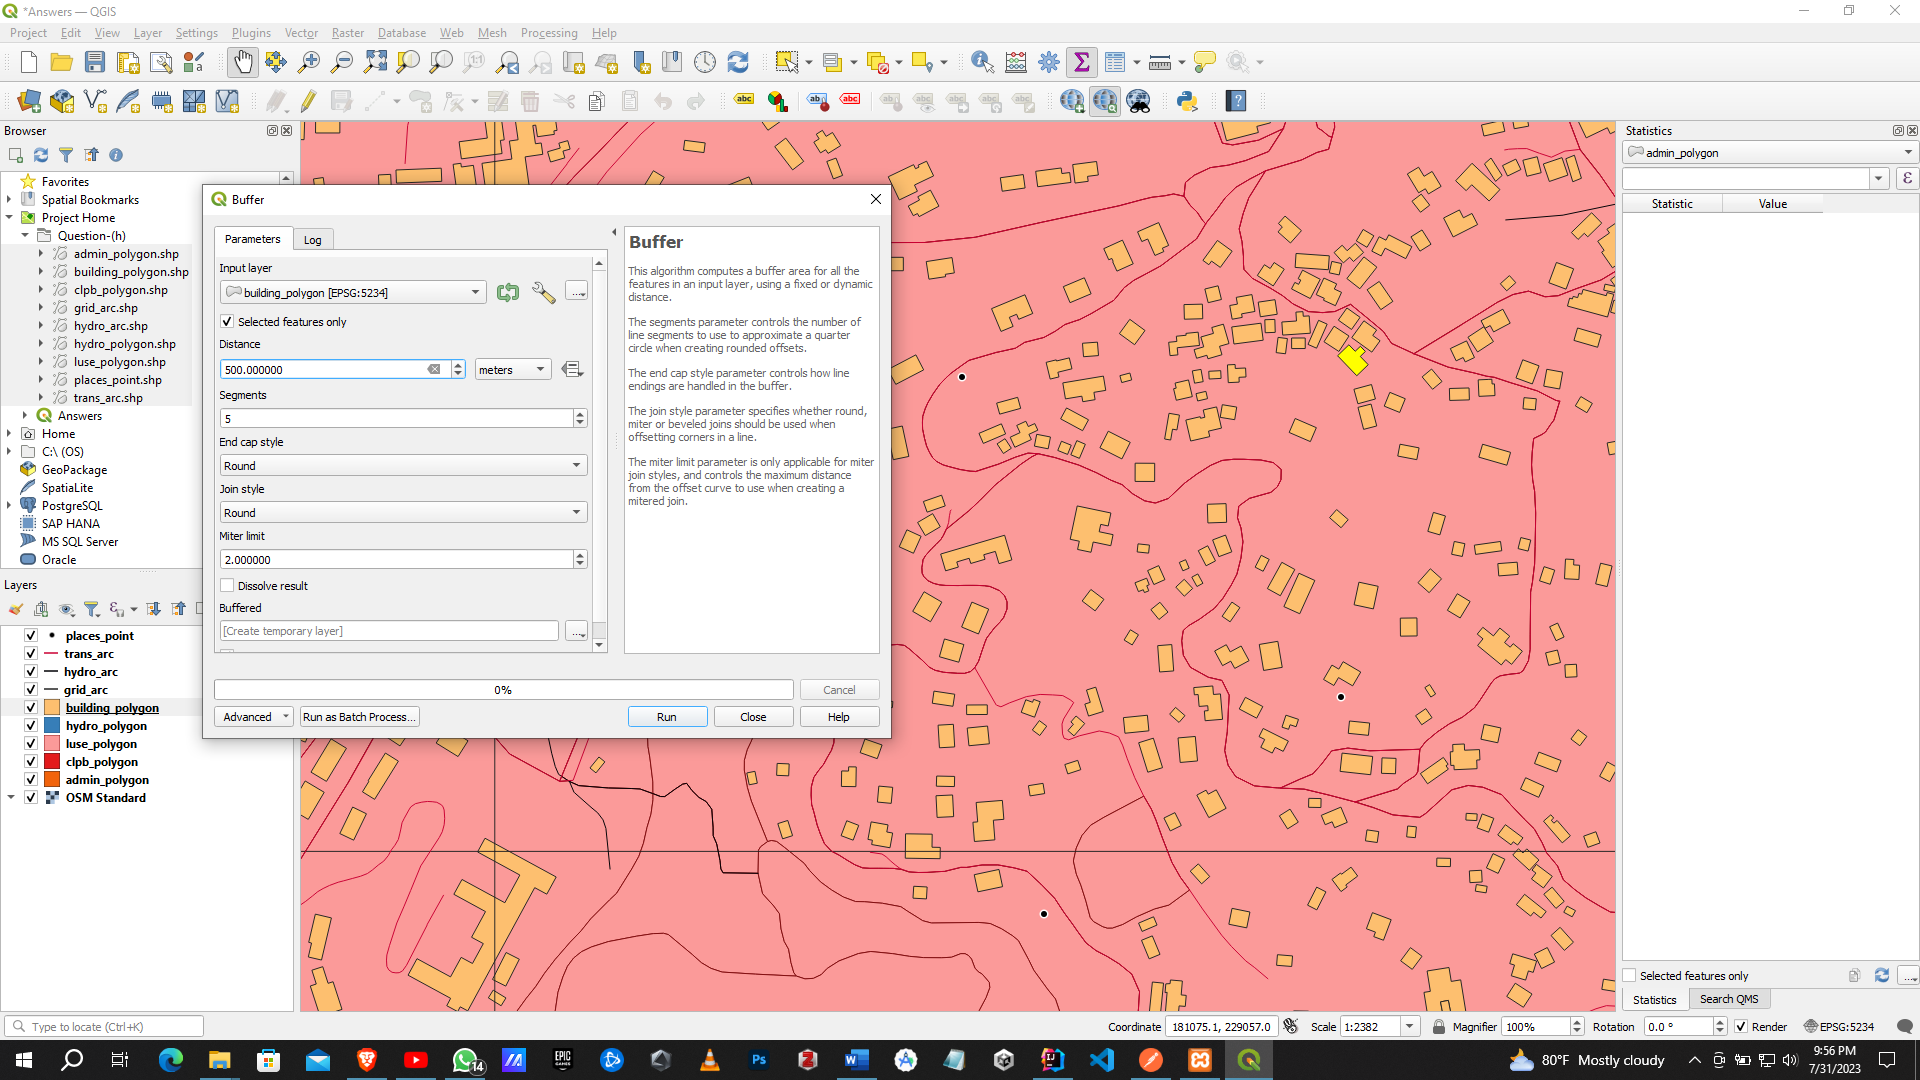 *Answers — QGIS
Project Edit View Layer Settings Plugins Vector Raster Database Web Mesh Processing Help
Browser
Favorites
Spatial Bookmarks
Project Home
Question-(h)
admin_polygon.shp
building_polygon.shp
clpb_polygon.shp
grid_arc.shp
hydro_arc.shp
hydro_polygon.shp
luse_polygon.shp
places_point.shp
trans_arc.shp
Answers
Home
C:\ (OS)
GeoPackage
SpatiaLite
PostgreSQL
SAP HANA
MS SQL Server
Oracle
Layers
places_point
trans_arc
hydro_arc
grid_arc
building_polygon
hydro_polygon
luse_polygon
clpb_polygon
admin_polygon
OSM Standard
Buffer
Parameters Log
Input layer
building_polygon [EPSG:5234]
Selected features only
Distance
500.000000 meters
Segments
5
End cap style
Round
Join style
Round
Miter limit
2.000000
Dissolve result
Buffered
[Create temporary layer]
Buffer
This algorithm computes a buffer area for all the
features in an input layer, using a fixed or dynamic
distance.
The segments parameter controls the number of
line segments to use to approximate a quarter
circle when creating rounded offsets.
The end cap style parameter controls how line
endings are handled in the buffer.
The join style parameter specifies whether round,
miter or beveled joins should be used when
offsetting corners in a line.
The miter limit parameter is only applicable for miter
join styles, and controls the maximum distance
from the offset curve to use when creating a
mitered join.
0% Cancel
Advanced Run as Batch Process... Run Close Help
Statistics
admin_polygon
Statistic Value
Selected features only
Statistics Search QMS
Type to locate (Ctrl+K) Coordinate 181075.1, 229057.0 Scale 1:2382 Magnifier 100% Rotation 0.0 ° Render EPSG:5234
14 80°F Mostly cloudy 9:56 PM
7/31/2023